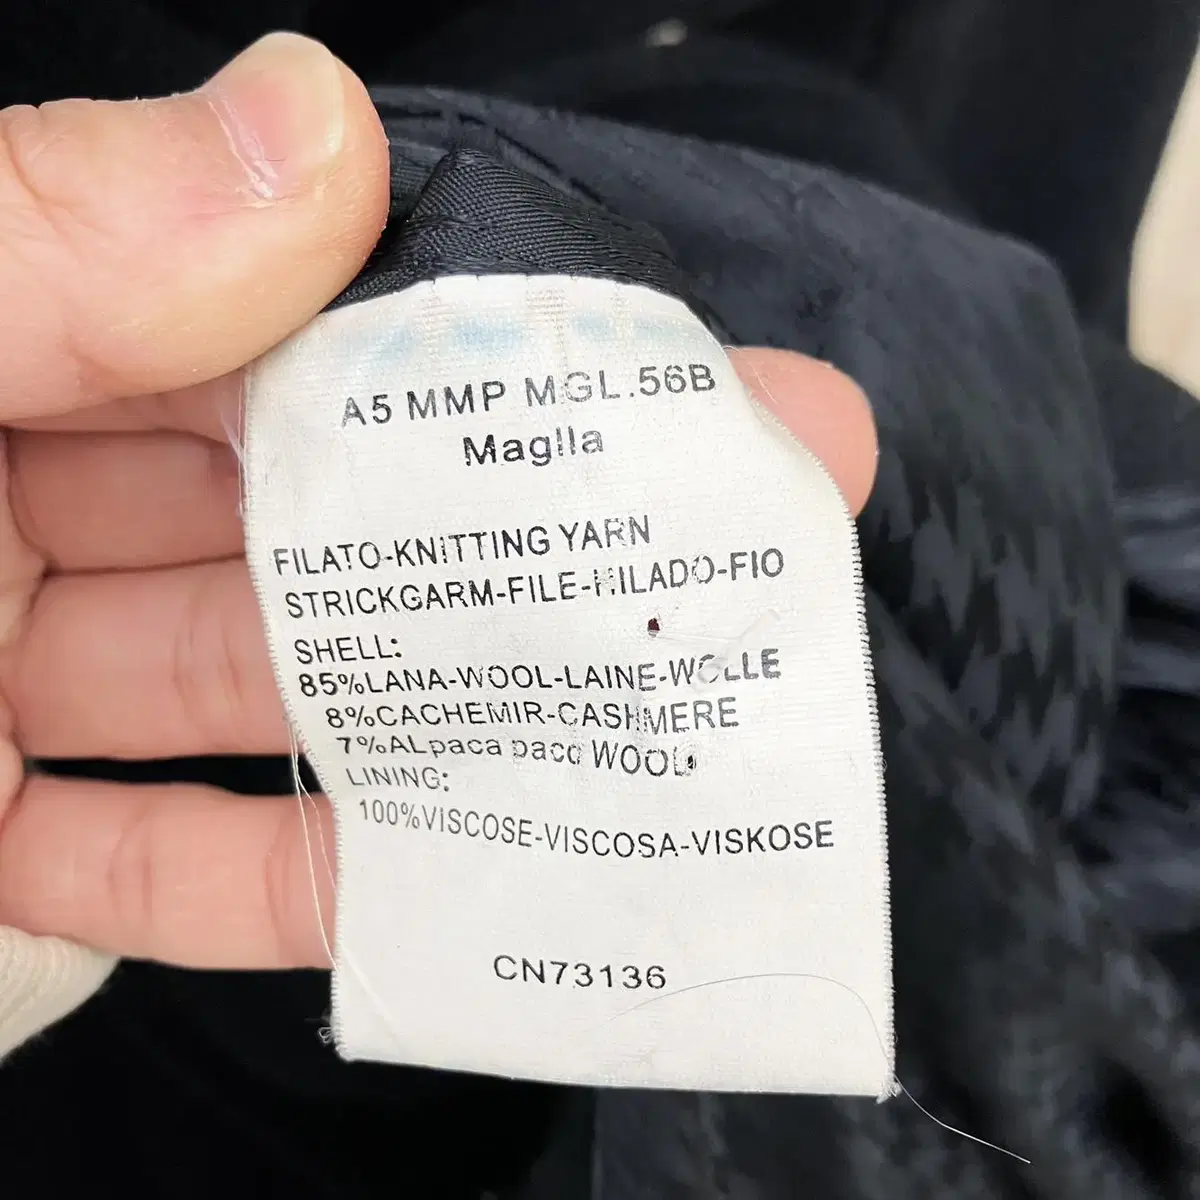 A5 MMP MGL.56B
Maglla
FILATO-KNITTING YARN
STRICKGARM-FILE-HILADO-FIO
SHELL:
85%LANA-WOOL-LAINE-WOLLE
8%CACHEMIR-CASHMERE
7%ALpaca paco WOOL
LINING:
100%VISCOSE-VISCOSA-VISKOSE
CN73136